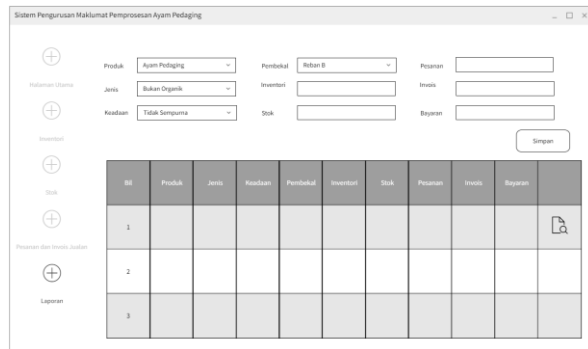 Sistem Pengurusan Maklumat Pemprosesan Ayam Pedaging
Halaman Utama
Inventori
Stok
Pesanan dan Invois Jualan
Laporan
Produk Ayam Pedaging Pembekal Reban B Pesanan
Jenis Bukan Organik Inventori Invois
Keadaan Tidak Sempurna Stok Bayaran
Simpan
Bil Produk Jenis Keadaan Pembekal Inventori Stok Pesanan Invois Bayaran
1
2
3